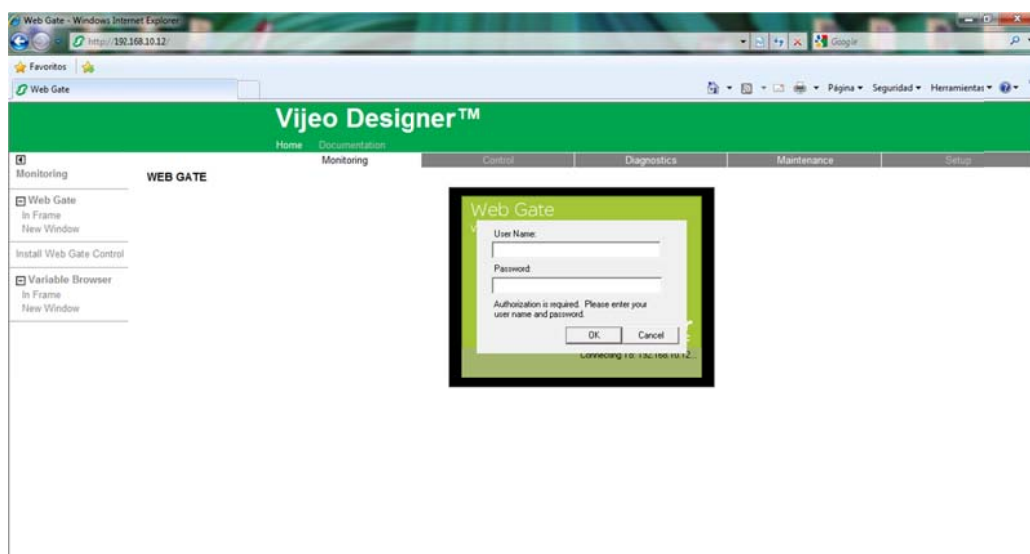 Web Gate - Windows Internet Explorer
http://192.168.10.12/
Google
Favoritos
Web Gate
Página
Seguridad
Herramientas
Vijeo Designer™
Home Documentation
Monitoring Control Diagnostics Maintenance Setup
Monitoring
WEB GATE
Web Gate
In Frame
New Window
Install Web Gate Control
Variable Browser
In Frame
New Window
Web Gate
User Name:
Password:
Authorization is required. Please enter your
user name and password.
OK Cancel
Connecting To: 192.168.10.12...